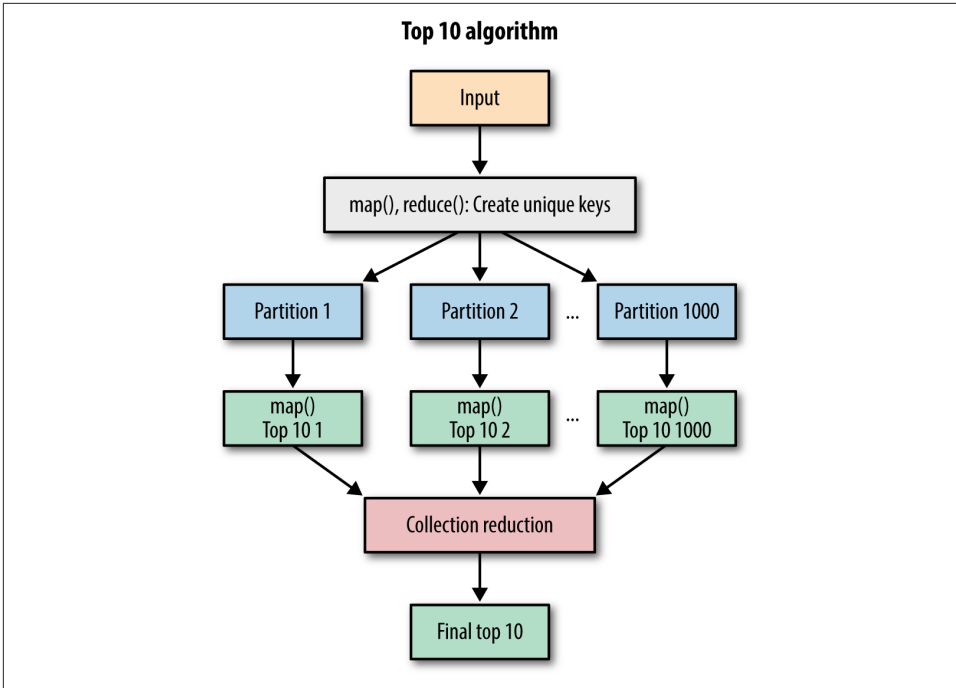 Top 10 algorithm
Input
map(), reduce(): Create unique keys
Partition 1
Partition 2
...
Partition 1000
map()
Top 10 1
map()
Top 10 2
...
map()
Top 10 1000
Collection reduction
Final top 10